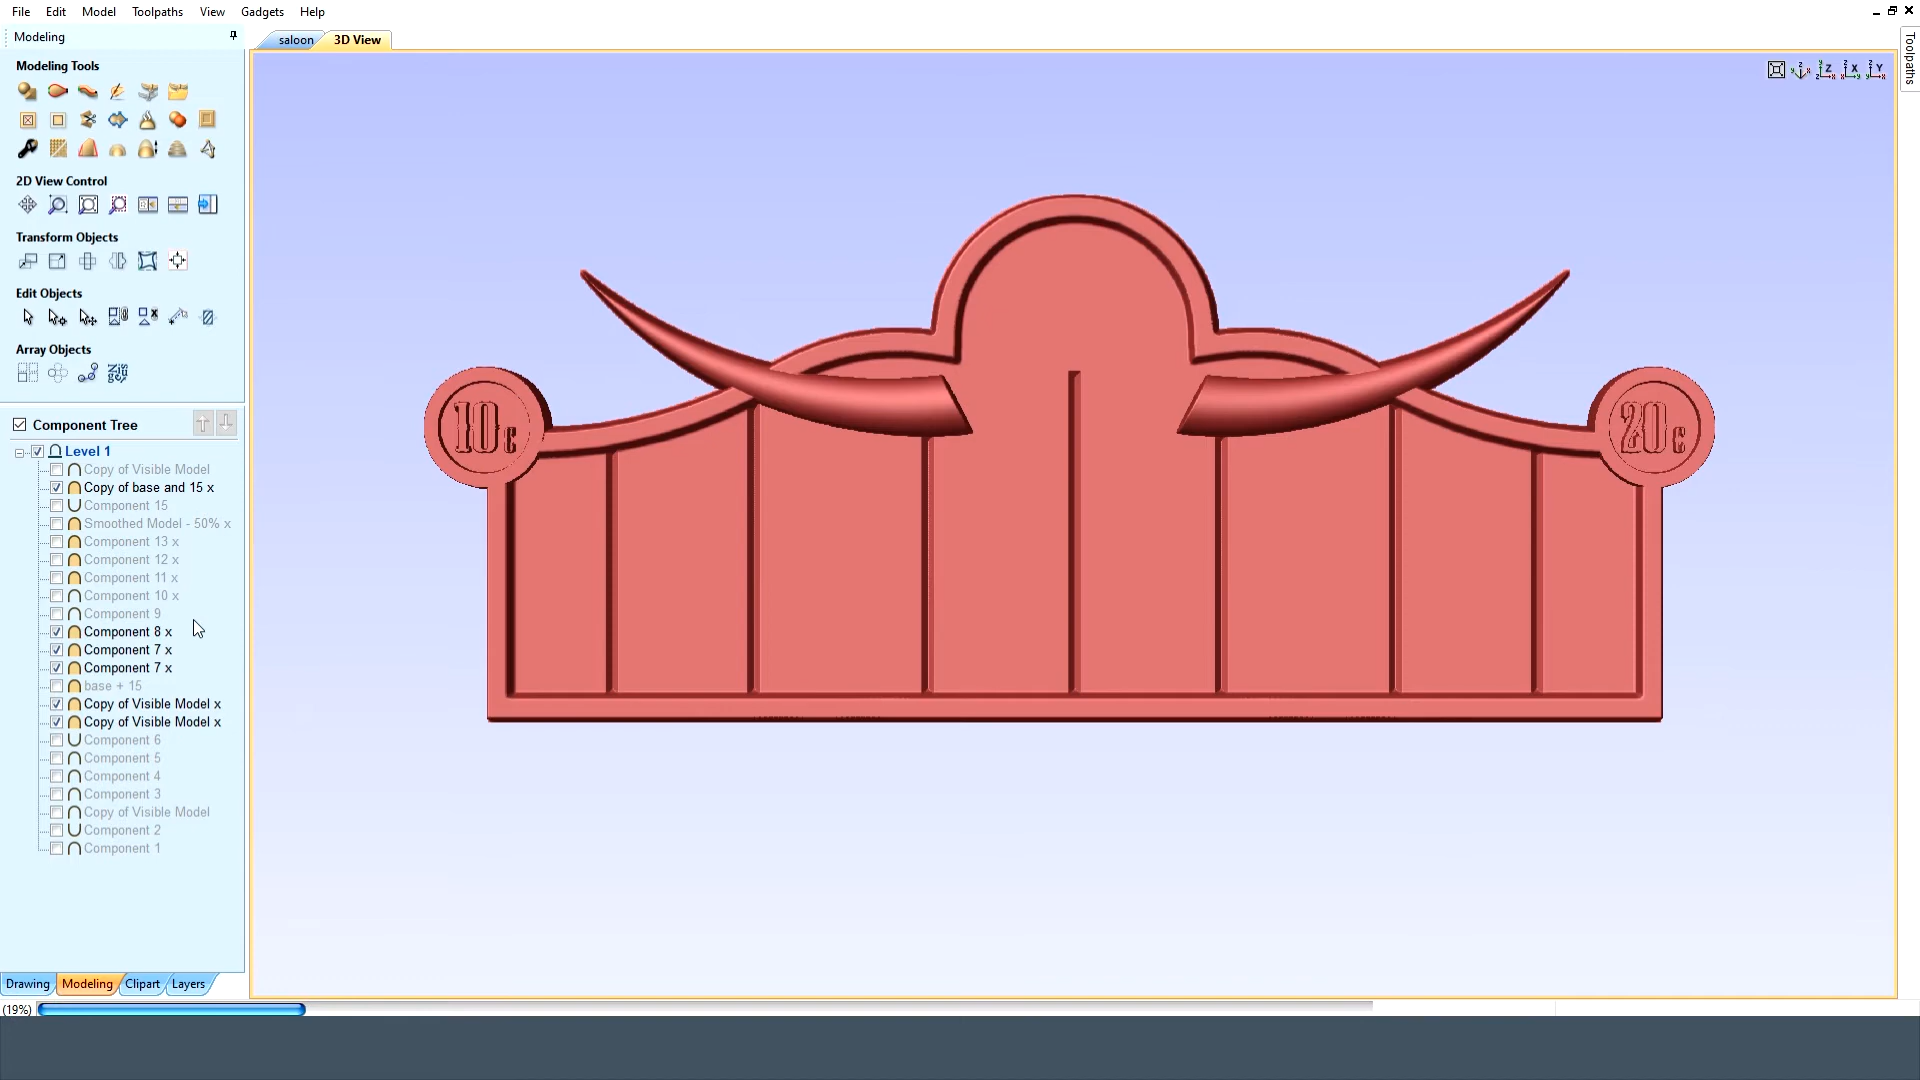 File Edit Model Toolpaths View Gadgets Help
Modeling
saloon 3D View
Toolpaths
Modeling Tools
2D View Control
Transform Objects
Edit Objects
Array Objects
Component Tree
Level 1
Copy of Visible Model
Copy of base and 15 x
Component 15
Smoothed Model - 50% x
Component 13 x
Component 12 x
Component 11 x
Component 10 x
Component 9
Component 8 x
Component 7 x
Component 7 x
base + 15
Copy of Visible Model x
Copy of Visible Model x
Component 6
Component 5
Component 4
Component 3
Copy of Visible Model
Component 2
Component 1
10c
20c
Drawing Modeling Clipart Layers
(19%)